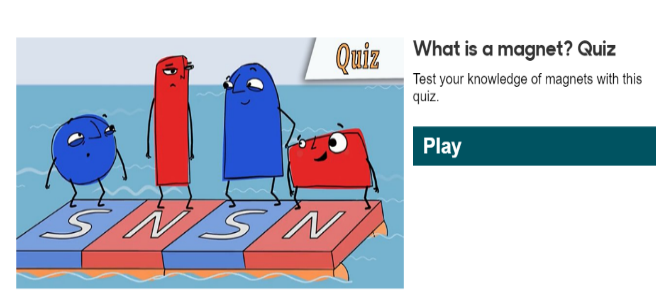 Quiz
What is a magnet? Quiz
Test your knowledge of magnets with this
quiz.
Play
S N S N